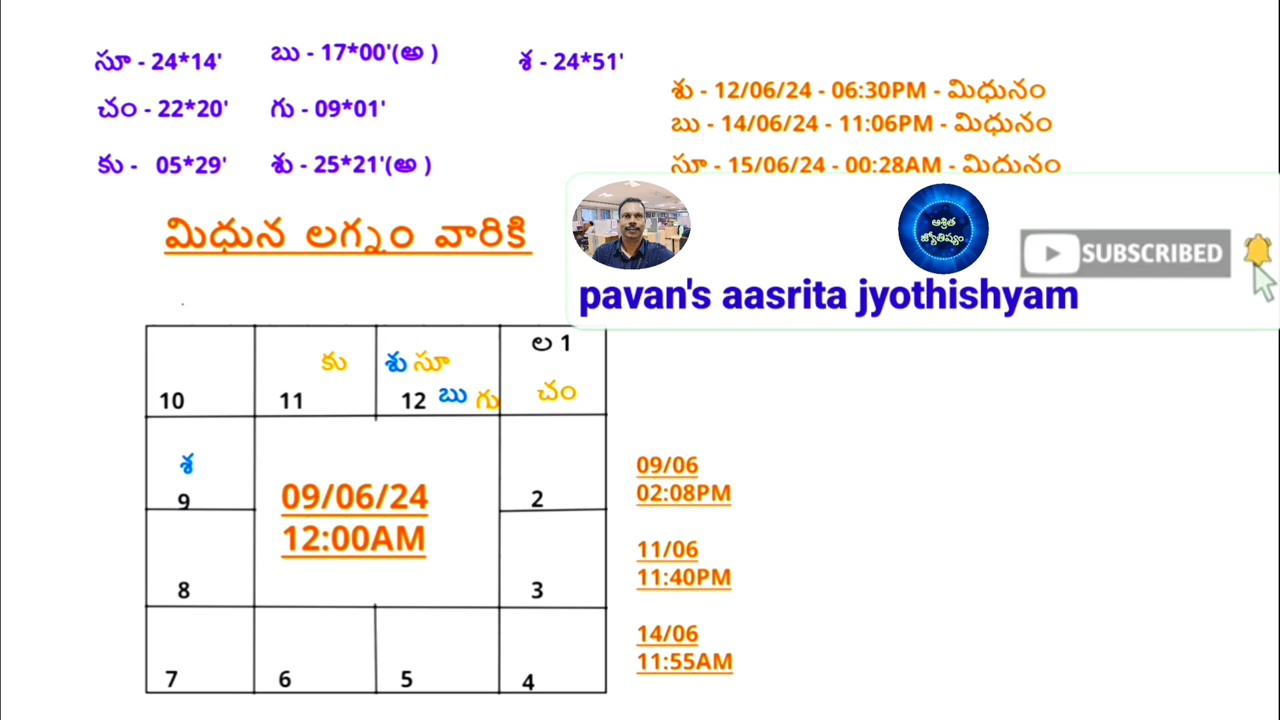 సూ - 24*14'
బు - 17*00'(అ )
శ - 24*51'
చం - 22*20'
గు - 09*01'
కు - 05*29'
శు - 25*21'(అ )
శు - 12/06/24 - 06:30PM - మిధునం
బు - 14/06/24 - 11:06PM - మిధునం
సూ - 15/06/24 - 00:28AM - మిధునం
మిధున లగ్నం వారికి
ఆశ్రిత
జ్యోతిష్యం
SUBSCRIBED
pavan's aasrita jyothishyam
కు
శు సూ
ల 1
10
11
12 బు గు
చం
శ
9
09/06/24
12:00AM
2
8
3
7
6
5
4
09/06
02:08PM
11/06
11:40PM
14/06
11:55AM